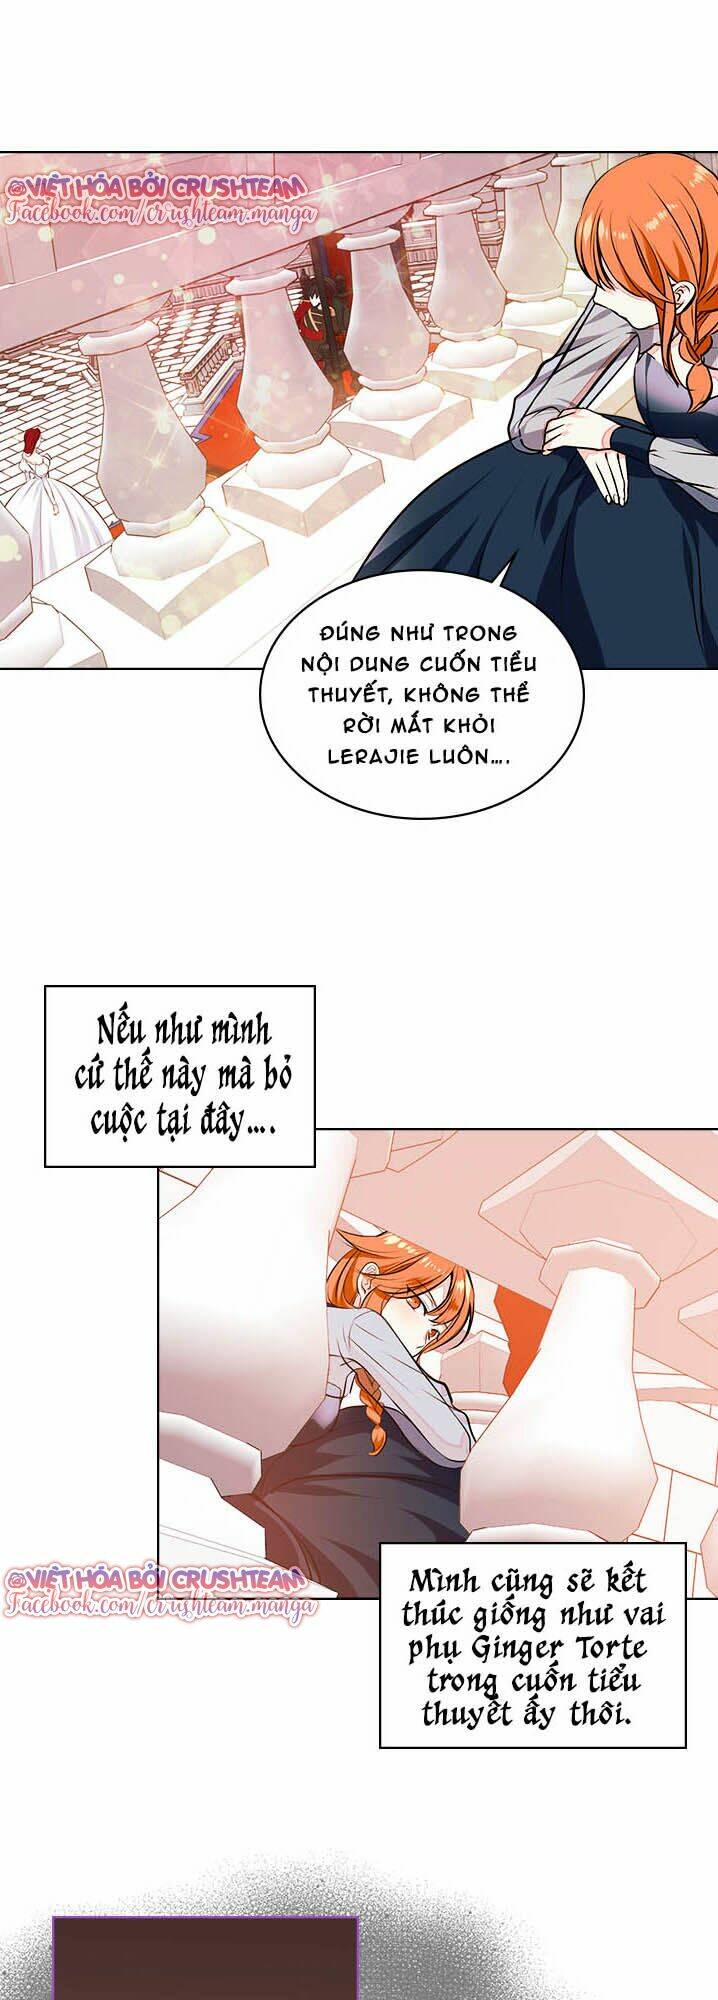 @VIỆT HÓA BỞI CRUSHTEAM
Facebook.com/crushteam.manga
ĐÚNG NHƯ TRONG
NỘI DUNG CUỐN TIỂU
THUYẾT, KHÔNG THỂ
RỜI MẮT KHỎI
LERAJIE LUÔN....
Nếu như mình
cứ thế này mà bỏ
cuộc tại đây....
@VIỆT HÓA BỞI CRUSHTEAM
Facebook.com/crushteam.manga
Mình cũng sẽ kết
thúc giống như vai
phụ Ginger Torte
trong cuốn tiểu
thuyết ấy thôi.